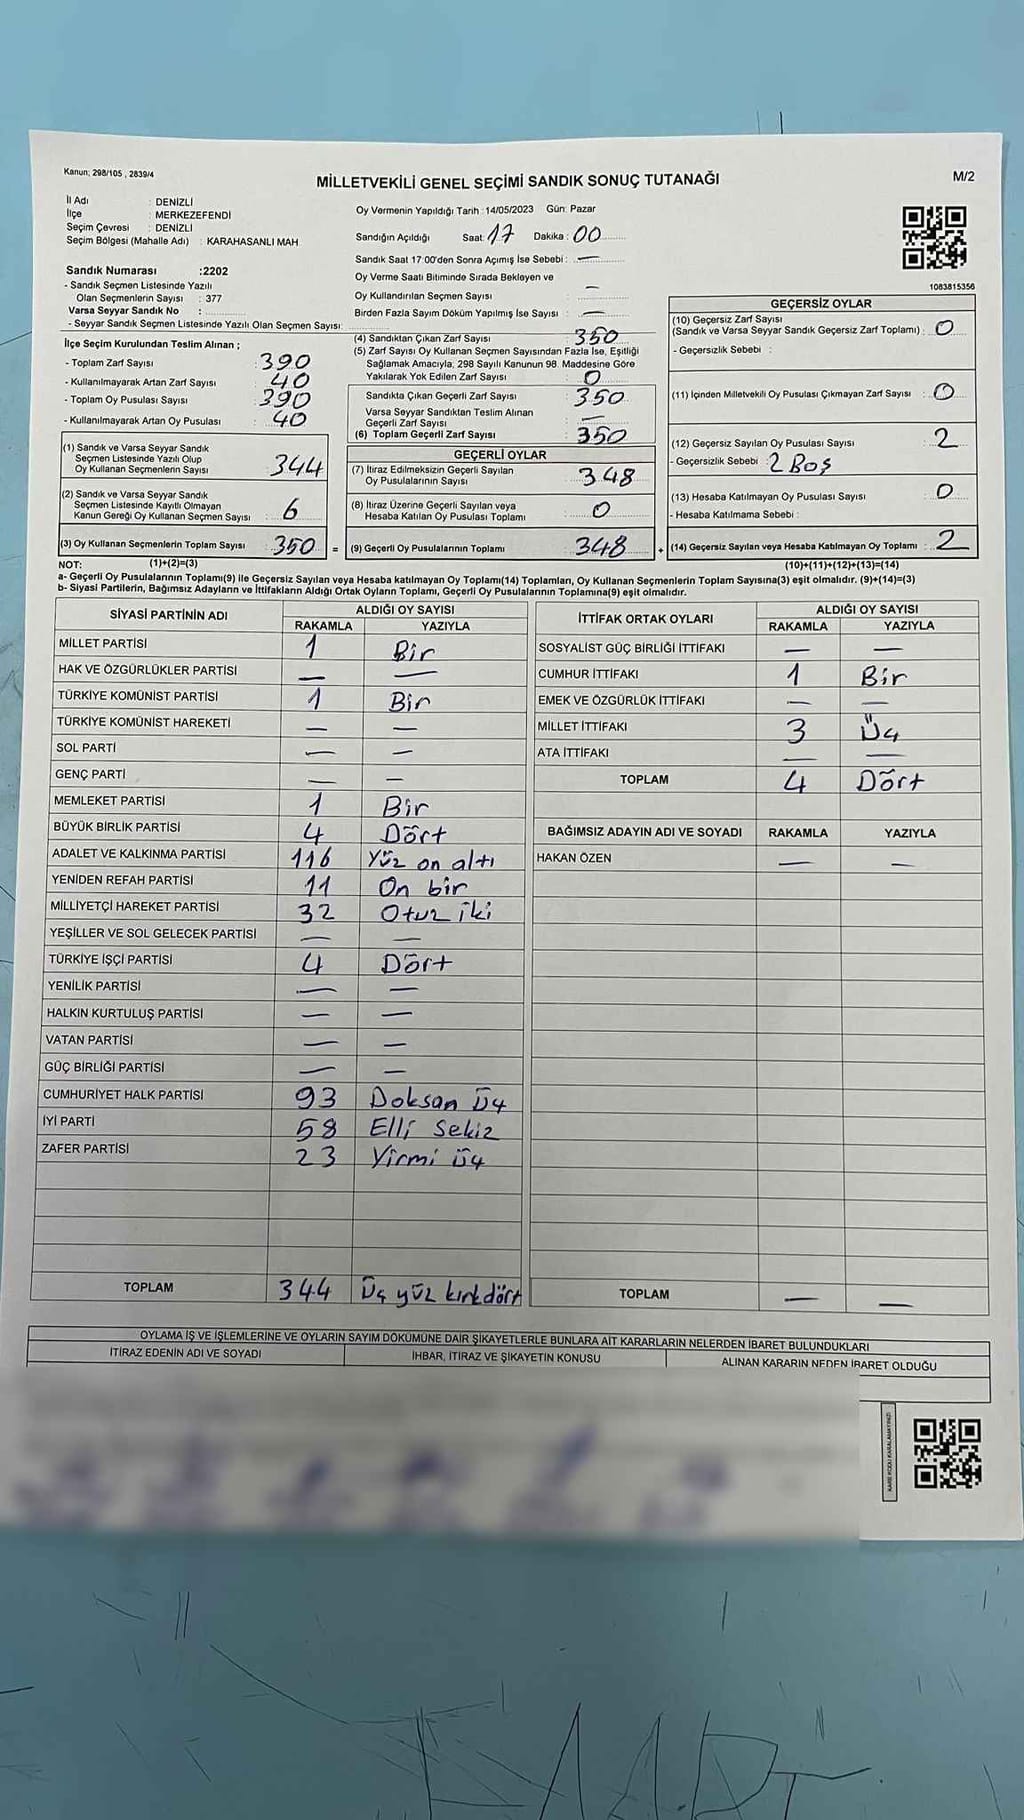 Kanun; 298/105 , 2839/4
MİLLETVEKİLİ GENEL SEÇİMİ SANDIK SONUÇ TUTANAĞI
M/2
İl Adı : DENİZLİ
İlçe : MERKEZEFENDİ
Seçim Çevresi : DENİZLİ
Seçim Bölgesi (Mahalle Adı) : KARAHASANLI MAH
Sandık Numarası :2202
- Sandık Seçmen Listesinde Yazılı
Olan Seçmenlerin Sayısı : 377
Varsa Seyyar Sandık No :
- Seyyar Sandık Seçmen Listesinde Yazılı Olan Seçmen Sayısı:
İlçe Seçim Kurulundan Teslim Alınan ;
- Toplam Zarf Sayısı : 390
- Kullanılmayarak Artan Zarf Sayısı : 40
- Toplam Oy Pusulası Sayısı : 390
- Kullanılmayarak Artan Oy Pusulası : 40
(1) Sandık ve Varsa Seyyar Sandık
Seçmen Listesinde Yazılı Olup
Oy Kullanan Seçmenlerin Sayısı : 344
(2) Sandık ve Varsa Seyyar Sandık
Seçmen Listesinde Kayıtlı Olmayan
Kanun Gereği Oy Kullanan Seçmen Sayısı : 6
(3) Oy Kullanan Seçmenlerin Toplam Sayısı : 350 =
Oy Vermenin Yapıldığı Tarih :14/05/2023 Gün: Pazar
Sandığın Açıldığı Saat: 17 Dakika : 00
Sandık Saat 17:00'den Sonra Açımış İse Sebebi : —
Oy Verme Saati Bitiminde Sırada Bekleyen ve
Oy Kullandırılan Seçmen Sayısı : —
Birden Fazla Sayım Döküm Yapılmış İse Sayısı : —
(4) Sandıktan Çıkan Zarf Sayısı : 350
(5) Zarf Sayısı Oy Kullanan Seçmen Sayısından Fazla İse, Eşitliği
Sağlamak Amacıyla, 298 Sayılı Kanunun 98. Maddesine Göre
Yakılarak Yok Edilen Zarf Sayısı : 0
Sandıkta Çıkan Geçerli Zarf Sayısı : 350
Varsa Seyyar Sandıktan Teslim Alınan
Geçerli Zarf Sayısı : —
(6) Toplam Geçerli Zarf Sayısı : 350
GEÇERLİ OYLAR
(7) İtiraz Edilmeksizin Geçerli Sayılan
Oy Pusulalarının Sayısı : 348
(8) İtiraz Üzerine Geçerli Sayılan veya
Hesaba Katılan Oy Pusulası Toplamı : 0
(9) Geçerli Oy Pusulalarının Toplamı : 348 +
1083815356
GEÇERSİZ OYLAR
(10) Geçersiz Zarf Sayısı
(Sandık ve Varsa Seyyar Sandık Geçersiz Zarf Toplamı) : 0
- Geçersizlik Sebebi :
(11) İçinden Milletvekili Oy Pusulası Çıkmayan Zarf Sayısı : 0
(12) Geçersiz Sayılan Oy Pusulası Sayısı : 2
- Geçersizlik Sebebi : 2 Boş
(13) Hesaba Katılmayan Oy Pusulası Sayısı : 0
- Hesaba Katılmama Sebebi :
(14) Geçersiz Sayılan veya Hesaba Katılmayan Oy Toplamı : 2
NOT: (1)+(2)=(3) (10)+(11)+(12)+(13)=(14)
a- Geçerli Oy Pusulalarının Toplamı(9) ile Geçersiz Sayılan veya Hesaba katılmayan Oy Toplamı(14) Toplamları, Oy Kullanan Seçmenlerin Toplam Sayısına(3) eşit olmalıdır. (9)+(14)=(3)
b- Siyasi Partilerin, Bağımsız Adayların ve İttifakların Aldığı Ortak Oyların Toplamı, Geçerli Oy Pusulalarının Toplamına(9) eşit olmalıdır.
SİYASİ PARTİNİN ADI ALDIĞI OY SAYISI
RAKAMLA YAZIYLA
MİLLET PARTİSİ 1 Bir
HAK VE ÖZGÜRLÜKLER PARTİSİ — —
TÜRKİYE KOMÜNİST PARTİSİ 1 Bir
TÜRKİYE KOMÜNİST HAREKETİ — —
SOL PARTİ — —
GENÇ PARTİ — —
MEMLEKET PARTİSİ 1 Bir
BÜYÜK BİRLİK PARTİSİ 4 Dört
ADALET VE KALKINMA PARTİSİ 116 Yüz on altı
YENİDEN REFAH PARTİSİ 11 On bir
MİLLİYETÇİ HAREKET PARTİSİ 32 Otuz iki
YEŞİLLER VE SOL GELECEK PARTİSİ — —
TÜRKİYE İŞÇİ PARTİSİ 4 Dört
YENİLİK PARTİSİ — —
HALKIN KURTULUŞ PARTİSİ — —
VATAN PARTİSİ — —
GÜÇ BİRLİĞİ PARTİSİ — —
CUMHURİYET HALK PARTİSİ 93 Doksan üç
İYİ PARTİ 58 Elli sekiz
ZAFER PARTİSİ 23 Yirmi üç
TOPLAM 344 Üç yüz kırk dört
İTTİFAK ORTAK OYLARI ALDIĞI OY SAYISI
RAKAMLA YAZIYLA
SOSYALİST GÜÇ BİRLİĞİ İTTİFAKI — —
CUMHUR İTTİFAKI 1 Bir
EMEK VE ÖZGÜRLÜK İTTİFAKI — —
MİLLET İTTİFAKI 3 Üç
ATA İTTİFAKI — —
TOPLAM 4 Dört
BAĞIMSIZ ADAYIN ADI VE SOYADI RAKAMLA YAZIYLA
HAKAN ÖZEN — —
TOPLAM — —
OYLAMA İŞ VE İŞLEMLERİNE VE OYLARIN SAYIM DÖKÜMÜNE DAİR ŞİKAYETLERLE BUNLARA AİT KARARLARIN NELERDEN İBARET BULUNDUKLARI
İTİRAZ EDENİN ADI VE SOYADI İHBAR, İTİRAZ VE ŞİKAYETİN KONUSU ALINAN KARARIN NEDEN İBARET OLDUĞU
KARE KODU KARALAMAYINIZ!